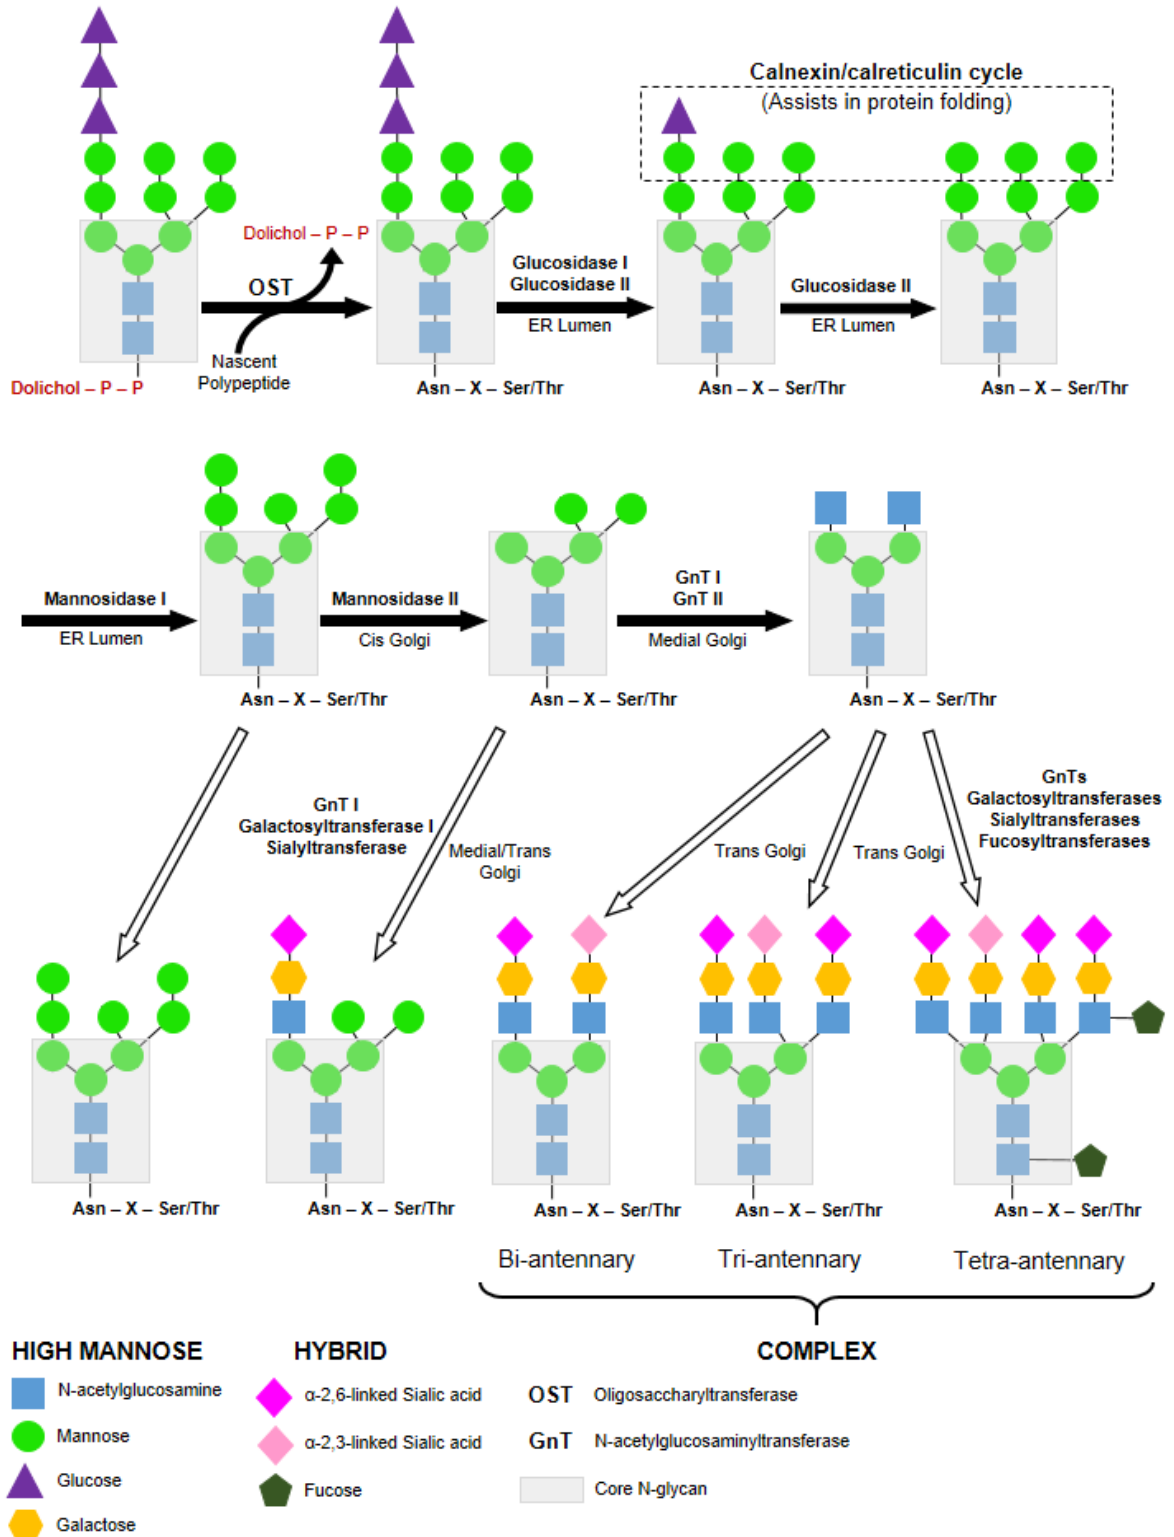 Calnexin/calreticulin cycle
(Assists in protein folding)
Dolichol – P – P
OST
Nascent
Polypeptide
Dolichol – P – P
Glucosidase I
Glucosidase II
ER Lumen
Glucosidase II
ER Lumen
Asn – X – Ser/Thr
Asn – X – Ser/Thr
Asn – X – Ser/Thr
Mannosidase I
ER Lumen
Mannosidase II
Cis Golgi
GnT I
GnT II
Medial Golgi
Asn – X – Ser/Thr
Asn – X – Ser/Thr
Asn – X – Ser/Thr
GnT I
Galactosyltransferase I
Sialyltransferase
Medial/Trans
Golgi
Trans Golgi
Trans Golgi
GnTs
Galactosyltransferases
Sialyltransferases
Fucosyltransferases
Asn – X – Ser/Thr
Asn – X – Ser/Thr
Asn – X – Ser/Thr
Asn – X – Ser/Thr
Asn – X – Ser/Thr
Bi-antennary
Tri-antennary
Tetra-antennary
HIGH MANNOSE
HYBRID
COMPLEX
N-acetylglucosamine
Mannose
Glucose
Galactose
α-2,6-linked Sialic acid
α-2,3-linked Sialic acid
Fucose
OST Oligosaccharyltransferase
GnT N-acetylglucosaminyltransferase
Core N-glycan